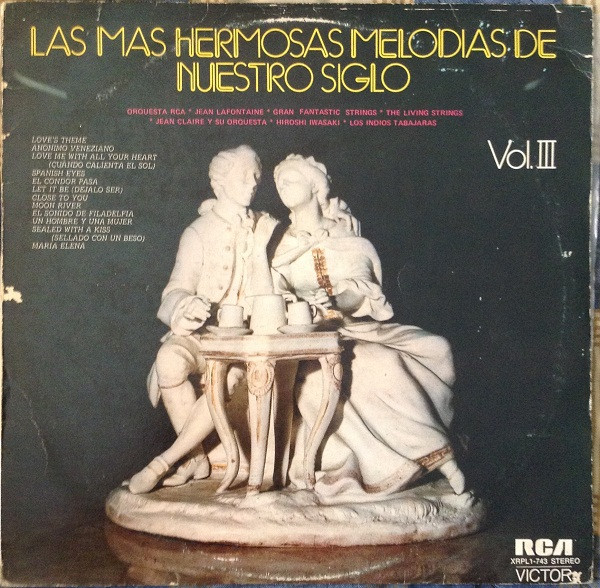 LAS MAS HERMOSAS MELODIAS DE
NUESTRO SIGLO
ORQUESTA RCA * JEAN LAFONTAINE * GRAN FANTASTIC STRINGS * THE LIVING STRINGS
* JEAN CLAIRE Y SU ORQUESTA * HIROSHI IWASAKI * LOS INDIOS TABAJARAS
Vol. III
LOVE'S THEME
ANONIMO VENEZIANO
LOVE ME WITH ALL YOUR HEART
(CUANDO CALIENTA EL SOL)
SPANISH EYES
EL CONDOR PASA
LET IT BE (DEJALO SER)
CLOSE TO YOU
MOON RIVER
EL SONIDO DE FILADELFIA
UN HOMBRE Y UNA MUJER
SEALED WITH A KISS
(SELLADO CON UN BESO)
MARIA ELENA
RCA
XRPL1-743 STEREO
VICTOR